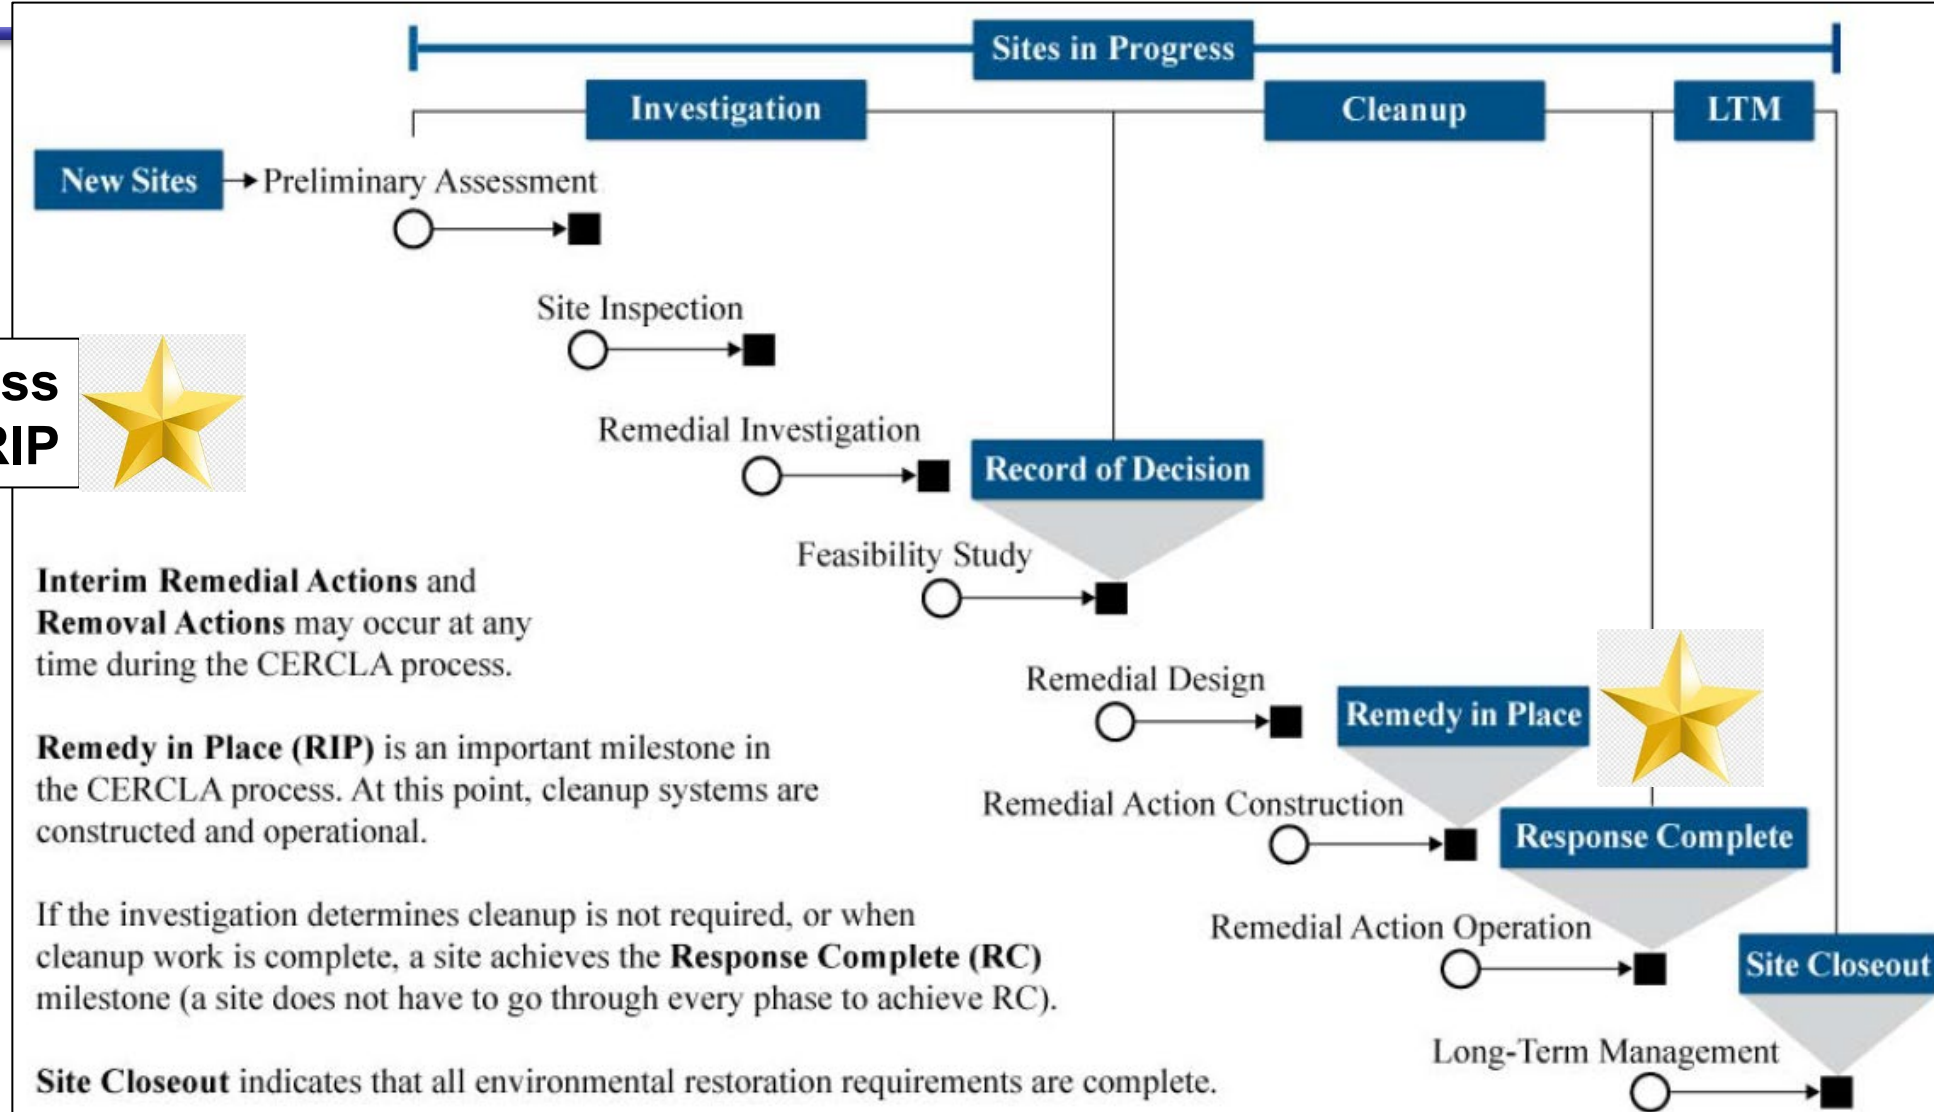 Sites in Progress
Investigation
Cleanup
LTM
New Sites
Preliminary Assessment
Site Inspection
ss
RIP
Remedial Investigation
Record of Decision
Feasibility Study
Interim Remedial Actions and
Removal Actions may occur at any
time during the CERCLA process.
Remedial Design
Remedy in Place
Remedy in Place (RIP) is an important milestone in
the CERCLA process. At this point, cleanup systems are
constructed and operational.
Remedial Action Construction
Response Complete
If the investigation determines cleanup is not required, or when
cleanup work is complete, a site achieves the Response Complete (RC)
milestone (a site does not have to go through every phase to achieve RC).
Remedial Action Operation
Site Closeout
Long-Term Management
Site Closeout indicates that all environmental restoration requirements are complete.